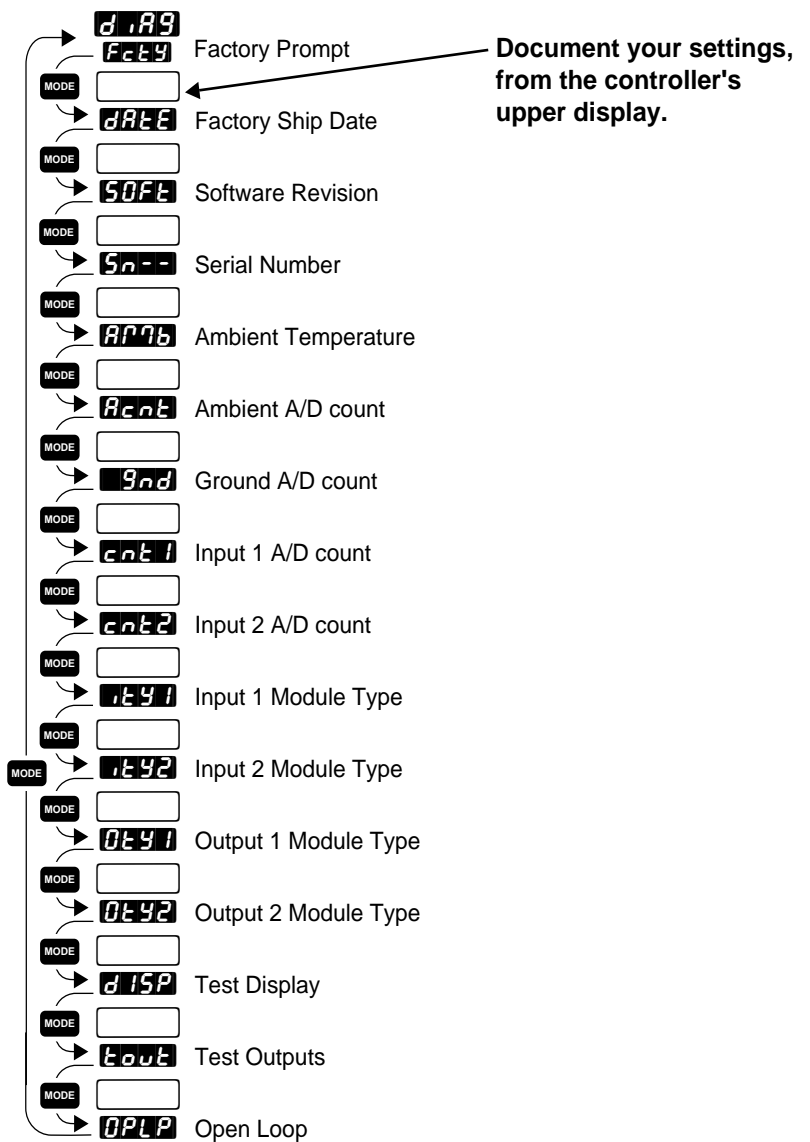 diAg
Fcty Factory Prompt
Document your settings,
from the controller's
upper display.
MODE
dAtE Factory Ship Date
MODE
SOFt Software Revision
MODE
Sn-- Serial Number
MODE
AMb Ambient Temperature
MODE
Acnt Ambient A/D count
MODE
gnd Ground A/D count
MODE
cnt1 Input 1 A/D count
MODE
cnt2 Input 2 A/D count
MODE
ity1 Input 1 Module Type
MODE
ity2 Input 2 Module Type
MODE
MODE
Oty1 Output 1 Module Type
MODE
Oty2 Output 2 Module Type
MODE
diSP Test Display
MODE
tout Test Outputs
MODE
OPLP Open Loop